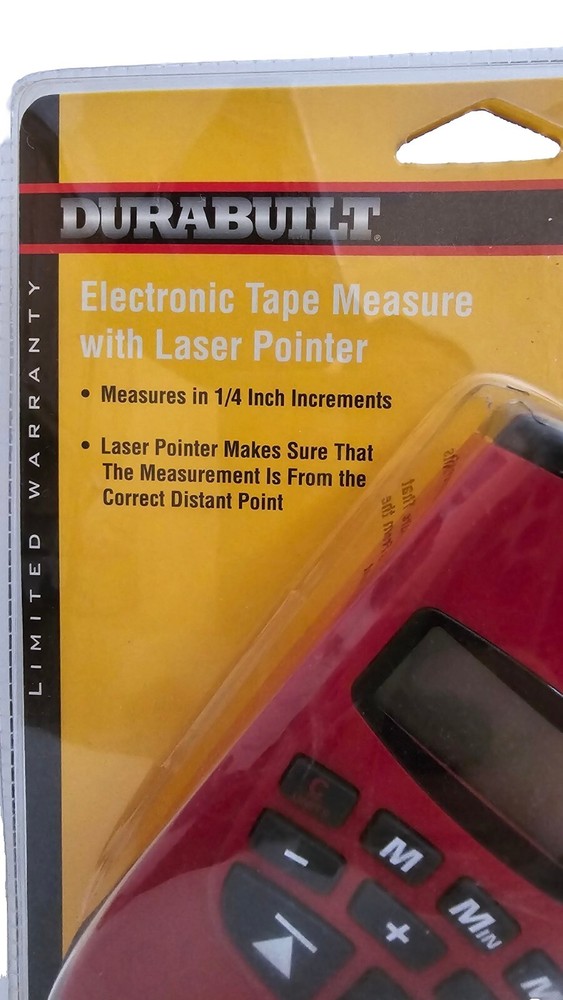 DURABUILT®
Electronic Tape Measure
with Laser Pointer
• Measures in 1/4 Inch Increments
• Laser Pointer Makes Sure That
The Measurement Is From the
Correct Distant Point
LIMITED WARRANTY
C
M
–
+
MIN